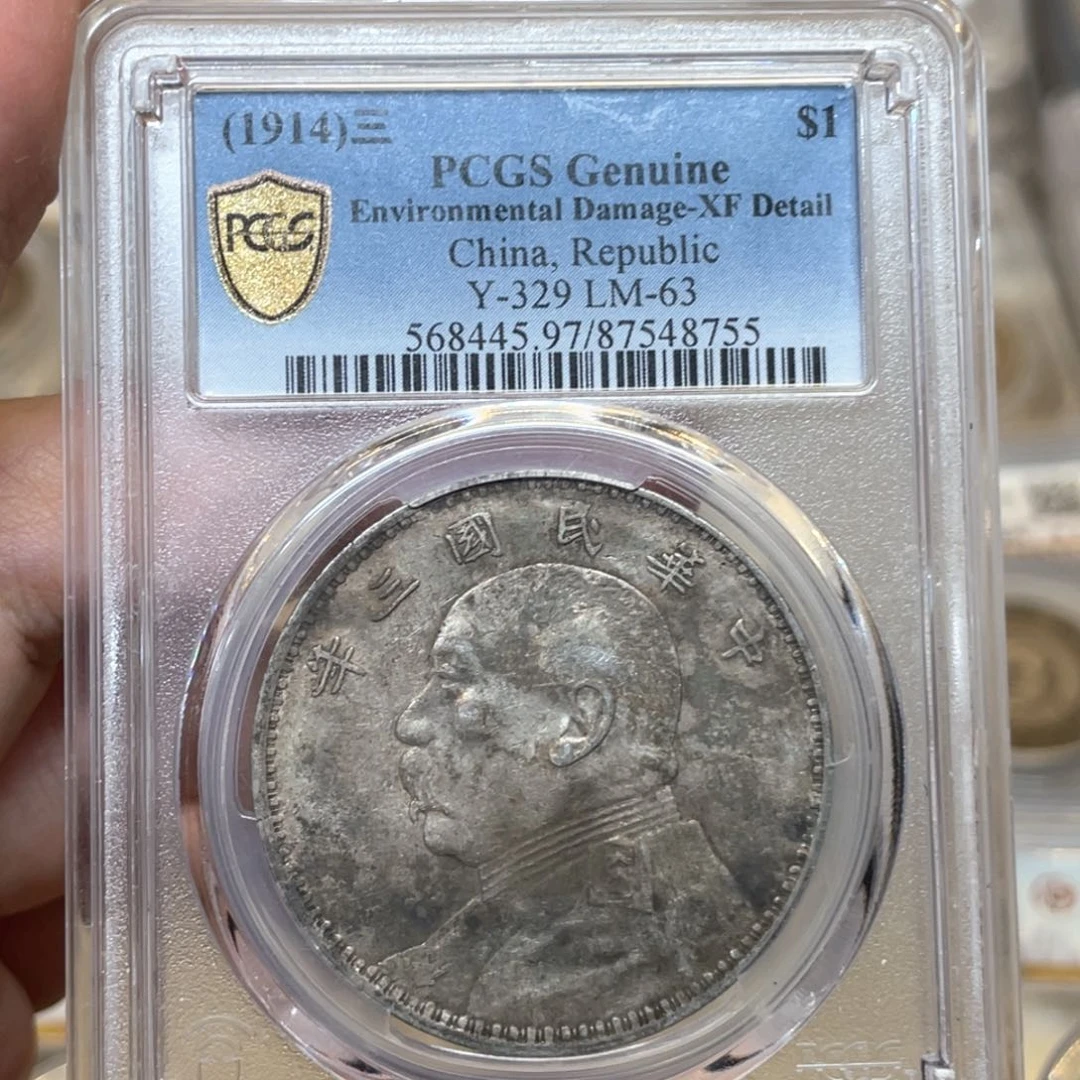 (1914)三 $1
PCGS Genuine
PCGS
Environmental Damage-XF Detail
China, Republic
Y-329 LM-63
568445.97/87548755
年三國民華中